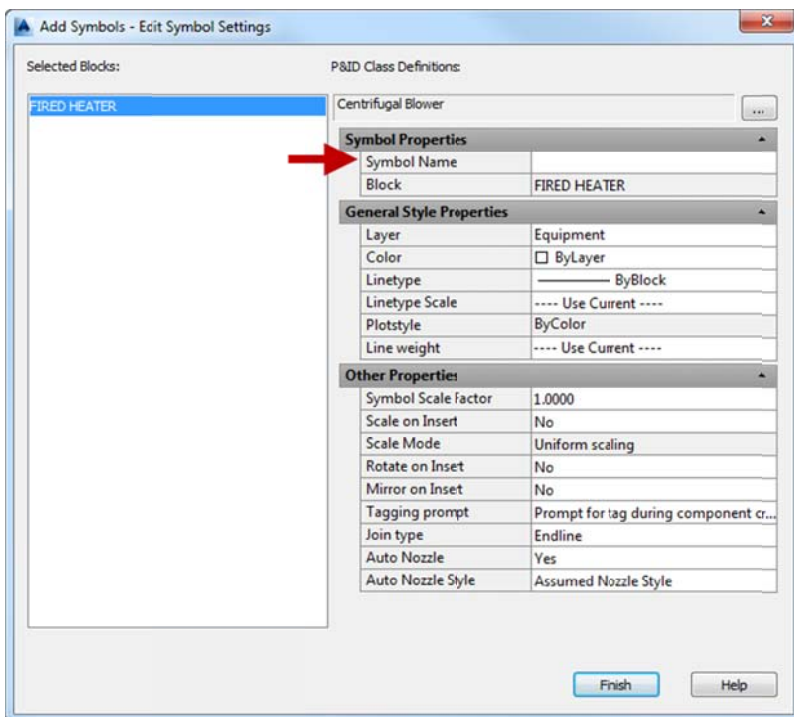 Add Symbols - Edit Symbol Settings
Selected Blocks:
P&ID Class Definitions:
FIRED HEATER
Centrifugal Blower
...
Symbol Properties
Symbol Name
Block FIRED HEATER
General Style Properties
Layer Equipment
Color ByLayer
Linetype ByBlock
Linetype Scale ---- Use Current ----
Plotstyle ByColor
Line weight ---- Use Current ----
Other Properties
Symbol Scale Factor 1.0000
Scale on Insert No
Scale Mode Uniform scaling
Rotate on Inset No
Mirror on Inset No
Tagging prompt Prompt for tag during component cr...
Join type Endline
Auto Nozzle Yes
Auto Nozzle Style Assumed Nozzle Style
Finish
Help